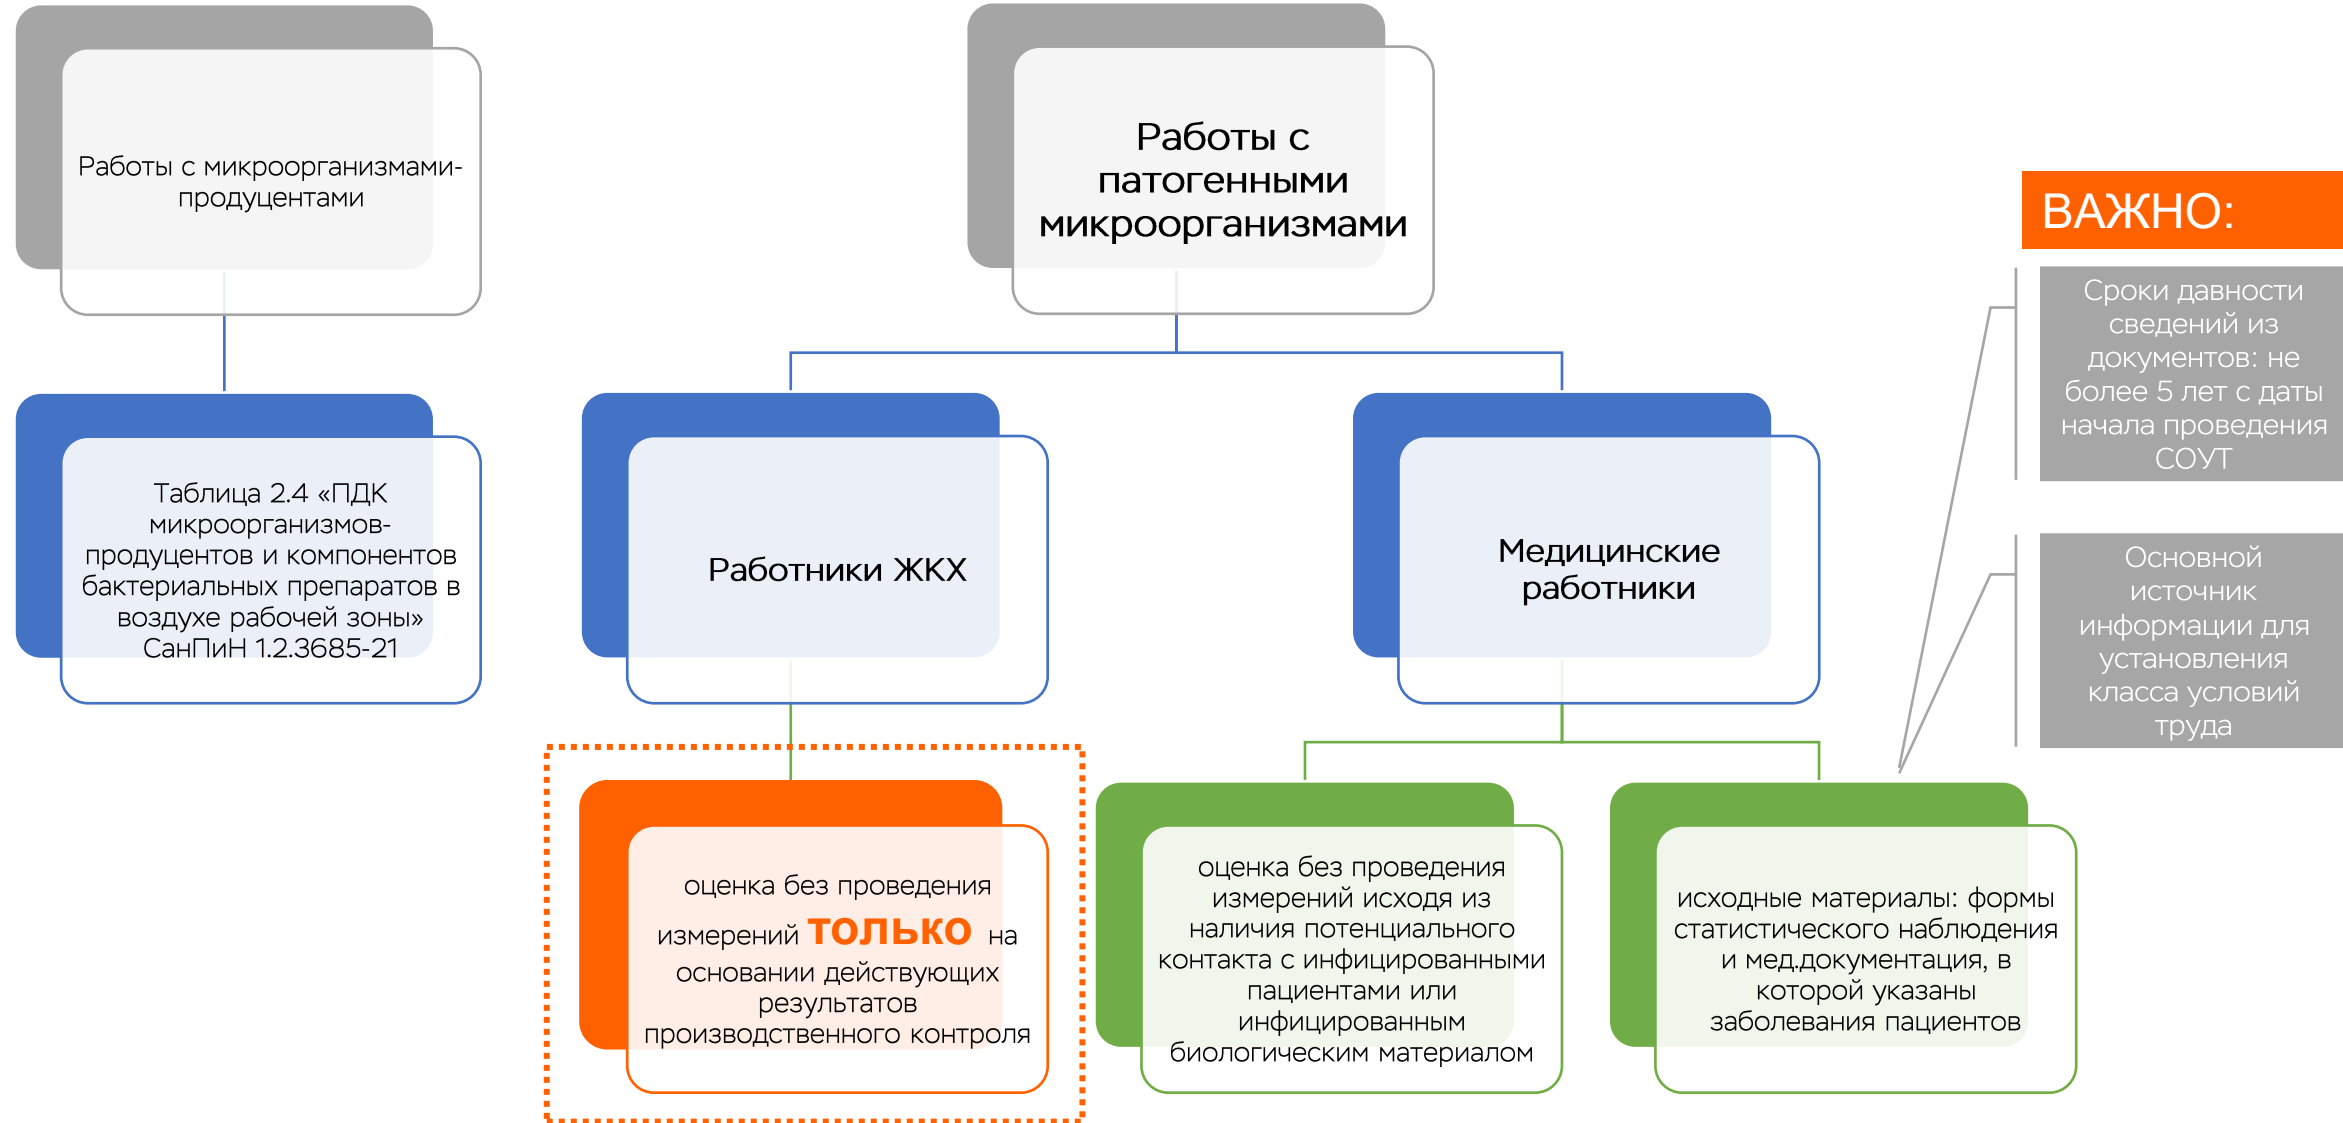 Работы с микроорганизмами-
продуцентами
Работы с
патогенными
микроорганизмами
ВАЖНО:
Сроки давности
сведений из
документов: не
более 5 лет с даты
начала проведения
СОУТ
Таблица 2.4 «ПДК
микроорганизмов-
продуцентов и компонентов
бактериальных препаратов в
воздухе рабочей зоны»
СанПиН 1.2.3685-21
Работники ЖКХ
Медицинские
работники
Основной
источник
информации для
установления
класса условий
труда
оценка без проведения
измерений только на
основании действующих
результатов
производственного контроля
оценка без проведения
измерений исходя из
наличия потенциального
контакта с инфицированными
пациентами или
инфицированным
биологическим материалом
исходные материалы: формы
статистического наблюдения
и мед.документация, в
которой указаны
заболевания пациентов